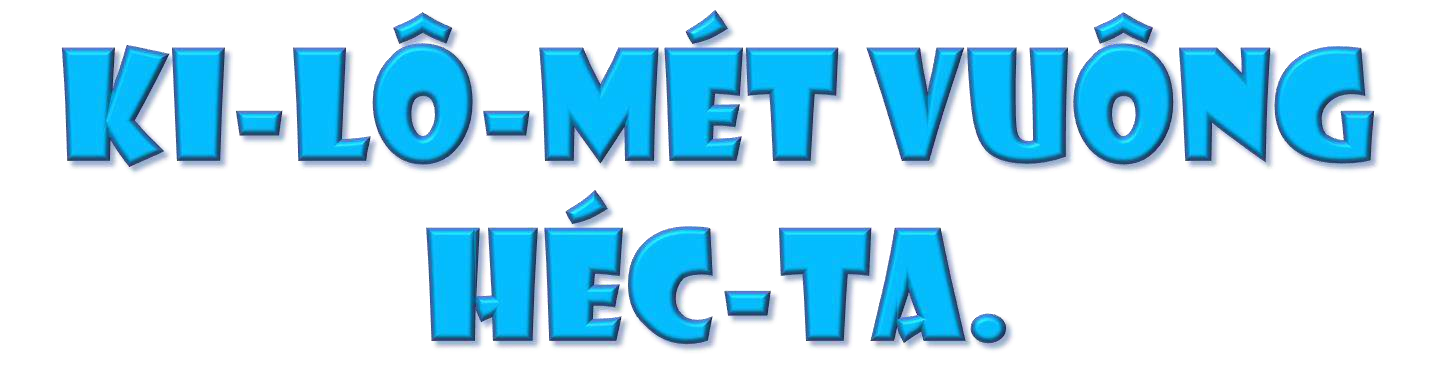 KI-LÔ-MÉT VUÔNG
HÉC-TA.